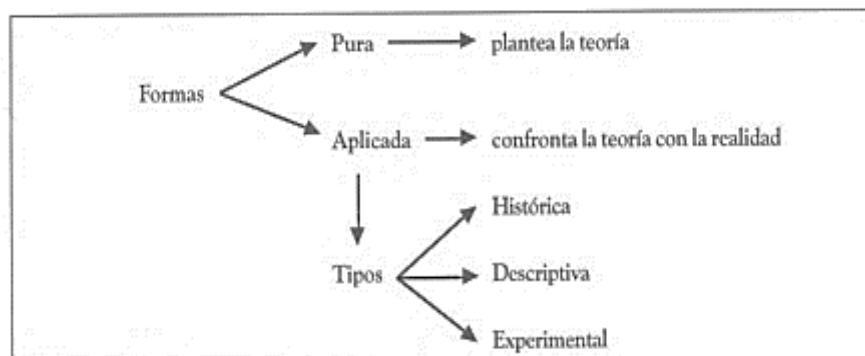 Pura plantea la teoría
Formas
Aplicada confronta la teoría con la realidad
Histórica
Tipos Descriptiva
Experimental